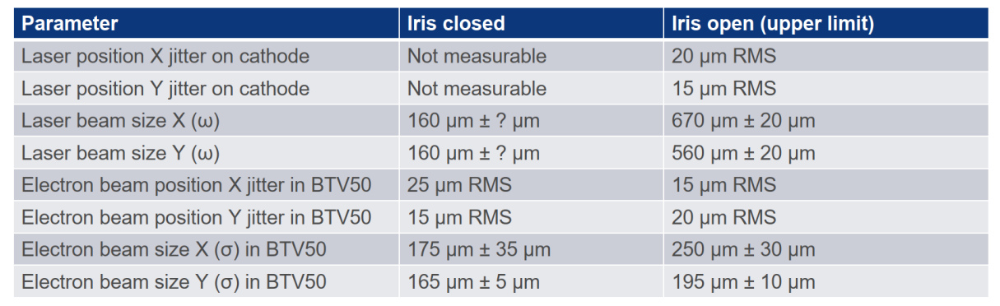 Parameter Iris closed Iris open (upper limit)
Laser position X jitter on cathode Not measurable 20 μm RMS
Laser position Y jitter on cathode Not measurable 15 μm RMS
Laser beam size X (ω) 160 μm ± ? μm 670 μm ± 20 μm
Laser beam size Y (ω) 160 μm ± ? μm 560 μm ± 20 μm
Electron beam position X jitter in BTV50 25 μm RMS 15 μm RMS
Electron beam position Y jitter in BTV50 15 μm RMS 20 μm RMS
Electron beam size X (σ) in BTV50 175 μm ± 35 μm 250 μm ± 30 μm
Electron beam size Y (σ) in BTV50 165 μm ± 5 μm 195 μm ± 10 μm